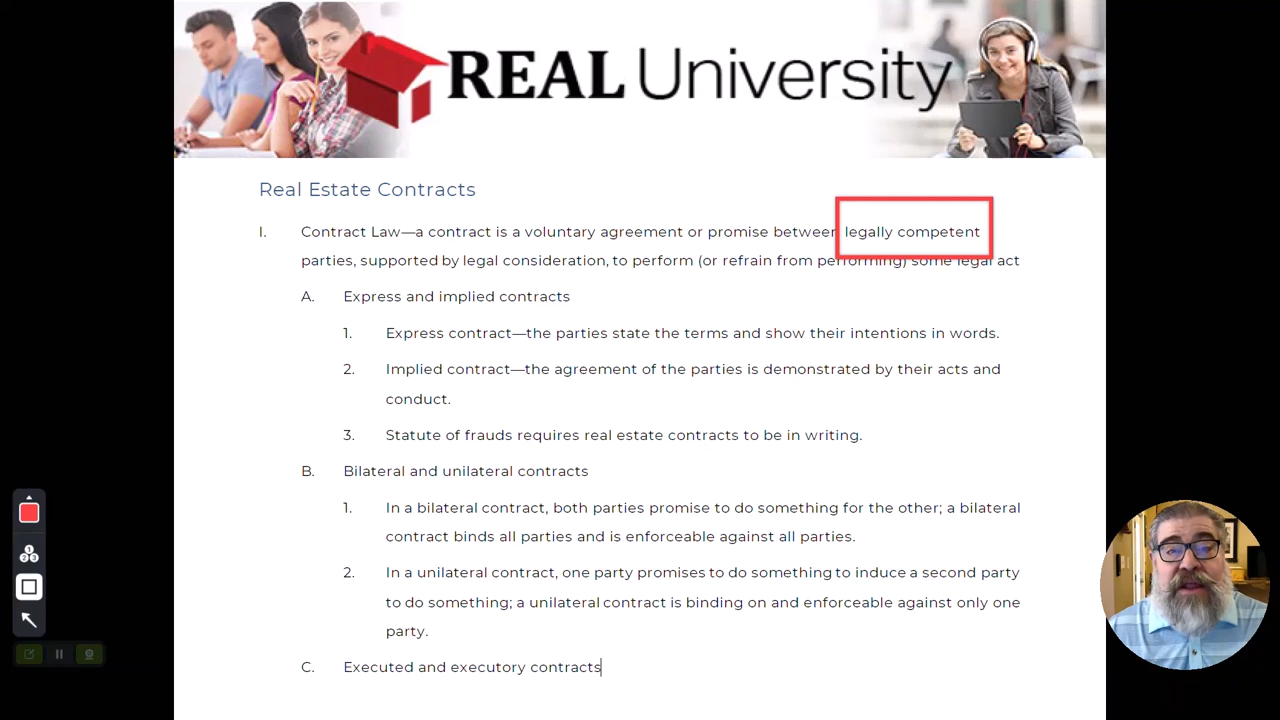 REAL University
Real Estate Contracts
I. Contract Law—a contract is a voluntary agreement or promise between legally competent
parties, supported by legal consideration, to perform (or refrain from performing) some legal act
A. Express and implied contracts
1. Express contract—the parties state the terms and show their intentions in words.
2. Implied contract—the agreement of the parties is demonstrated by their acts and
conduct.
3. Statute of frauds requires real estate contracts to be in writing.
B. Bilateral and unilateral contracts
1. In a bilateral contract, both parties promise to do something for the other; a bilateral
contract binds all parties and is enforceable against all parties.
2. In a unilateral contract, one party promises to do something to induce a second party
to do something; a unilateral contract is binding on and enforceable against only one
party.
C. Executed and executory contracts